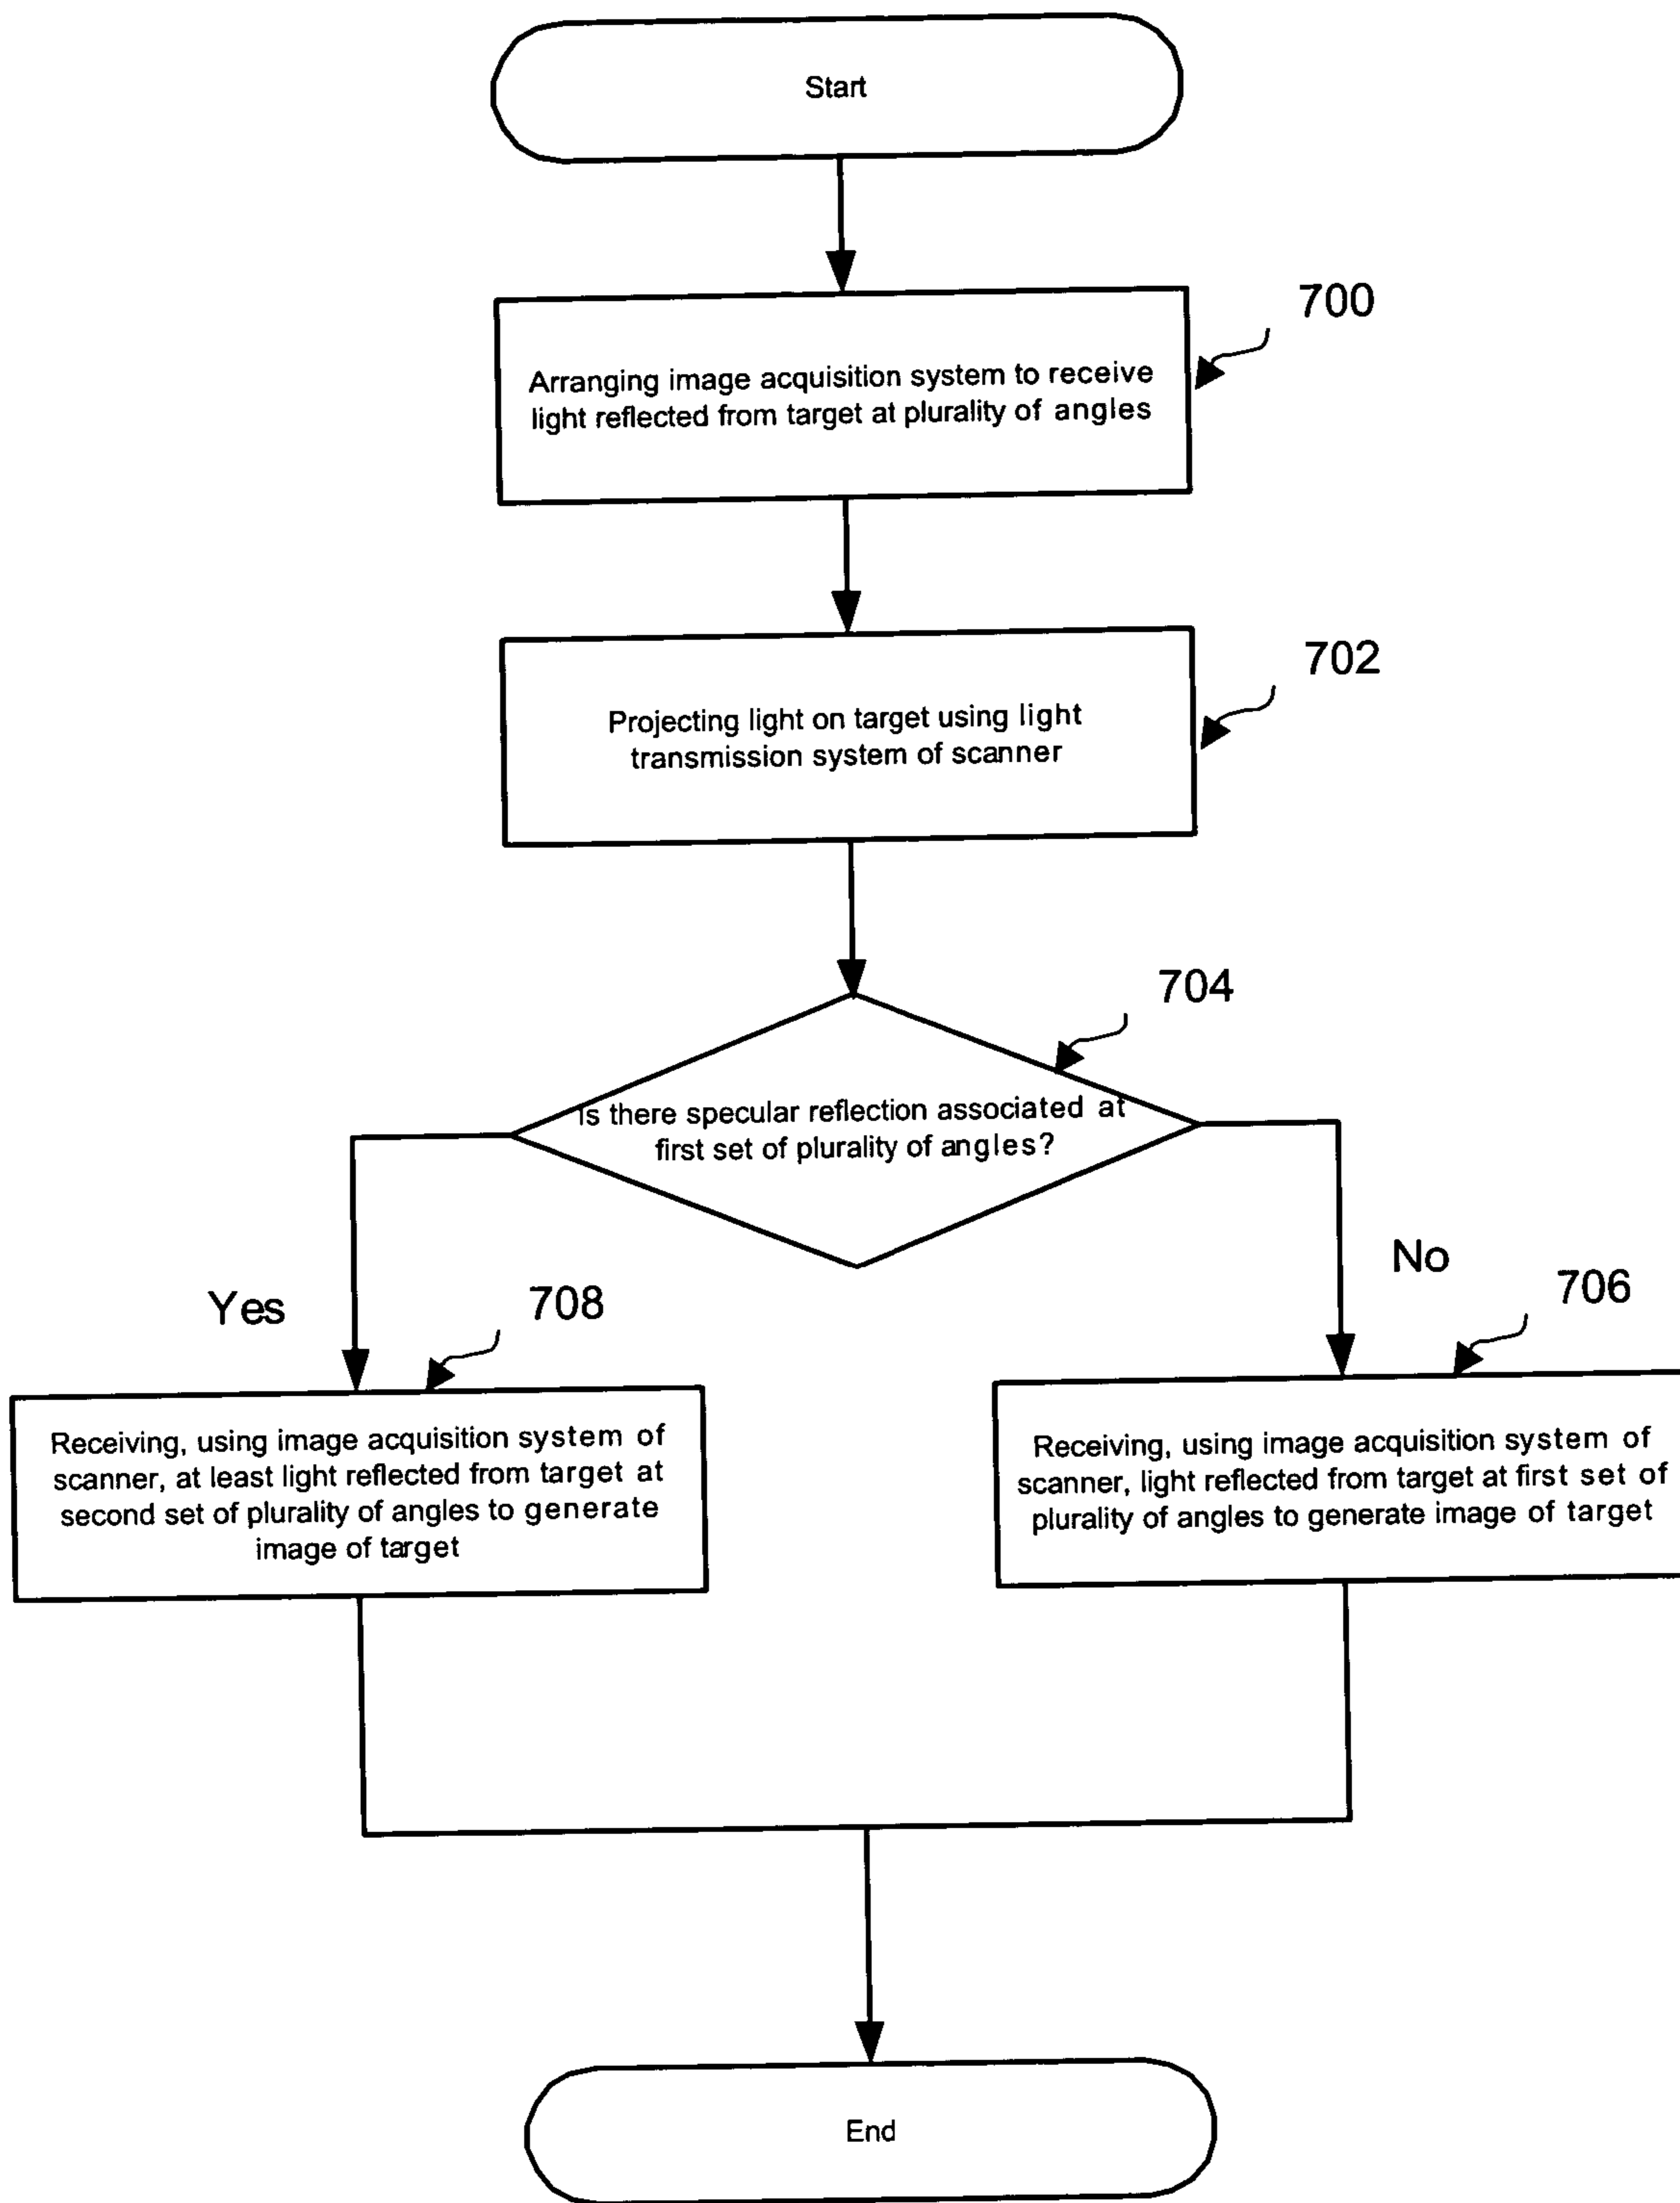 Start
700
Arranging image acquisition system to receive
light reflected from target at plurality of angles
702
Projecting light on target using light
transmission system of scanner
704
Is there specular reflection associated at
first set of plurality of angles?
Yes
No
708
706
Receiving, using image acquisition system of
scanner, at least light reflected from target at
second set of plurality of angles to generate
image of target
Receiving, using image acquisition system of
scanner, light reflected from target at first set of
plurality of angles to generate image of target
End